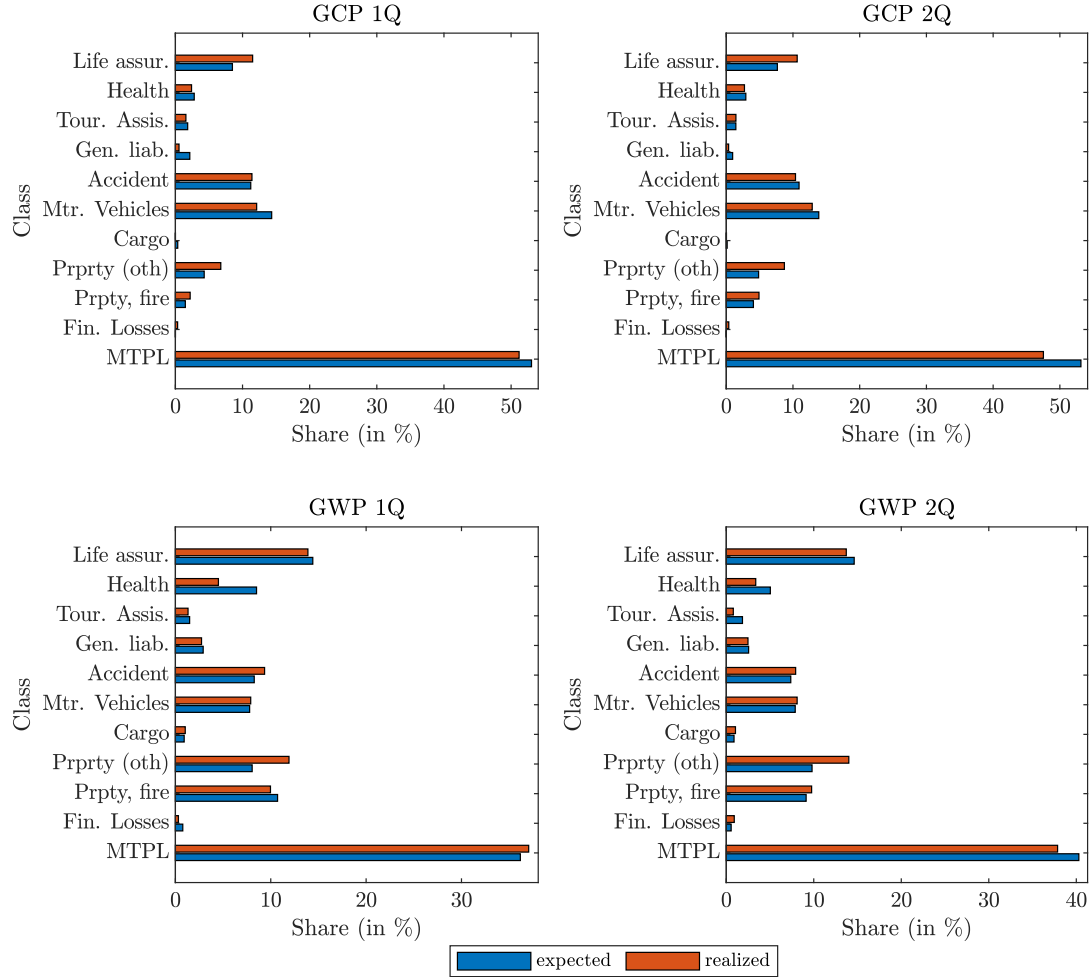 GCP 1Q
Class
Life assur.
Health
Tour. Assis.
Gen. liab.
Accident
Mtr. Vehicles
Cargo
Prprty (oth)
Prpty, fire
Fin. Losses
MTPL
0 10 20 30 40 50
Share (in %)
GCP 2Q
Class
Life assur.
Health
Tour. Assis.
Gen. liab.
Accident
Mtr. Vehicles
Cargo
Prprty (oth)
Prpty, fire
Fin. Losses
MTPL
0 10 20 30 40 50
Share (in %)
GWP 1Q
Class
Life assur.
Health
Tour. Assis.
Gen. liab.
Accident
Mtr. Vehicles
Cargo
Prprty (oth)
Prpty, fire
Fin. Losses
MTPL
0 10 20 30
Share (in %)
GWP 2Q
Class
Life assur.
Health
Tour. Assis.
Gen. liab.
Accident
Mtr. Vehicles
Cargo
Prprty (oth)
Prpty, fire
Fin. Losses
MTPL
0 10 20 30 40
Share (in %)
expected realized